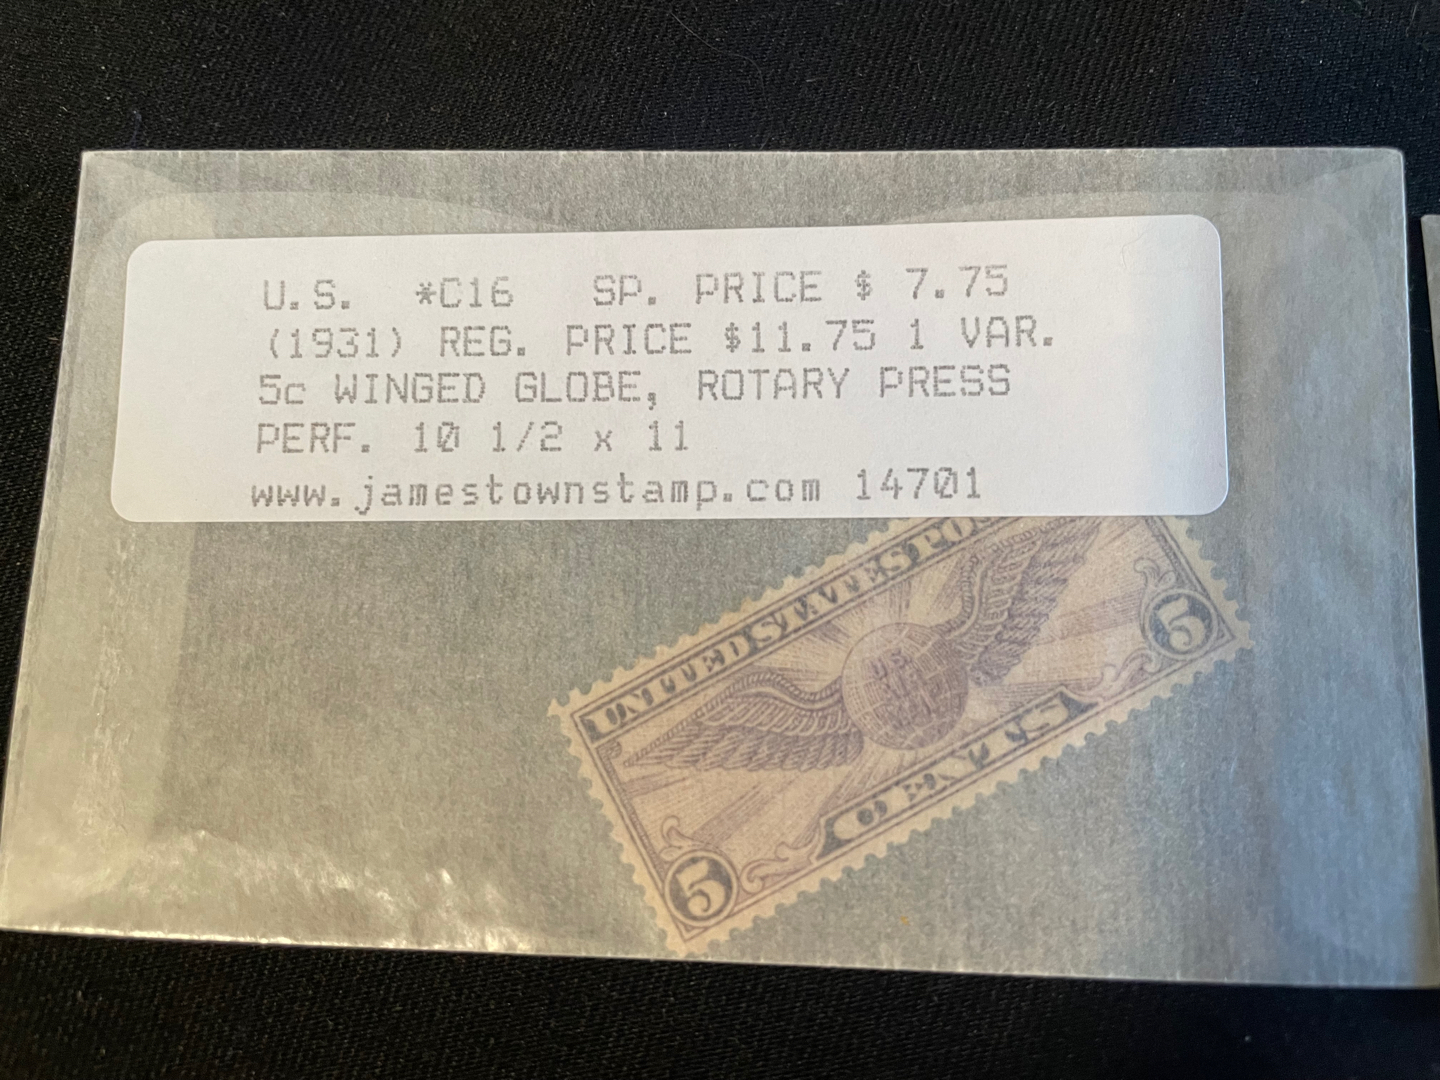 U.S. *C16 SP. PRICE $ 7.75
(1931) REG. PRICE $11.75 1 VAR.
5c WINGED GLOBE, ROTARY PRESS
PERF. 10 1/2 x 11
www.jamestownstamp.com 14701
UNITED STATES POS
U.S.
5
CENTS
5